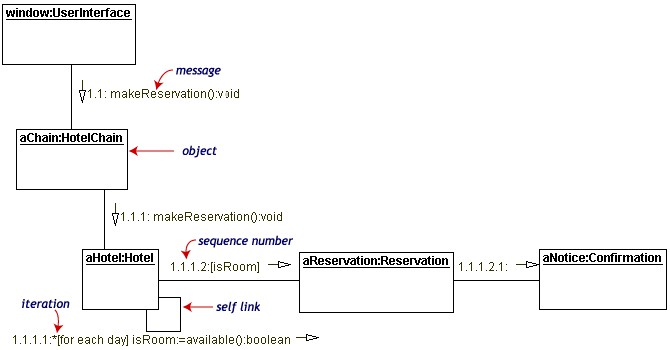 window:UserInterface
message
1.1: makeReservation():void
aChain:HotelChain
object
1.1.1: makeReservation():void
sequence number
aHotel:Hotel
1.1.1.2:[isRoom]
aReservation:Reservation
1.1.1.2.1:
aNotice:Confirmation
iteration
self link
1.1.1.1:*[for each day] isRoom:=available():boolean